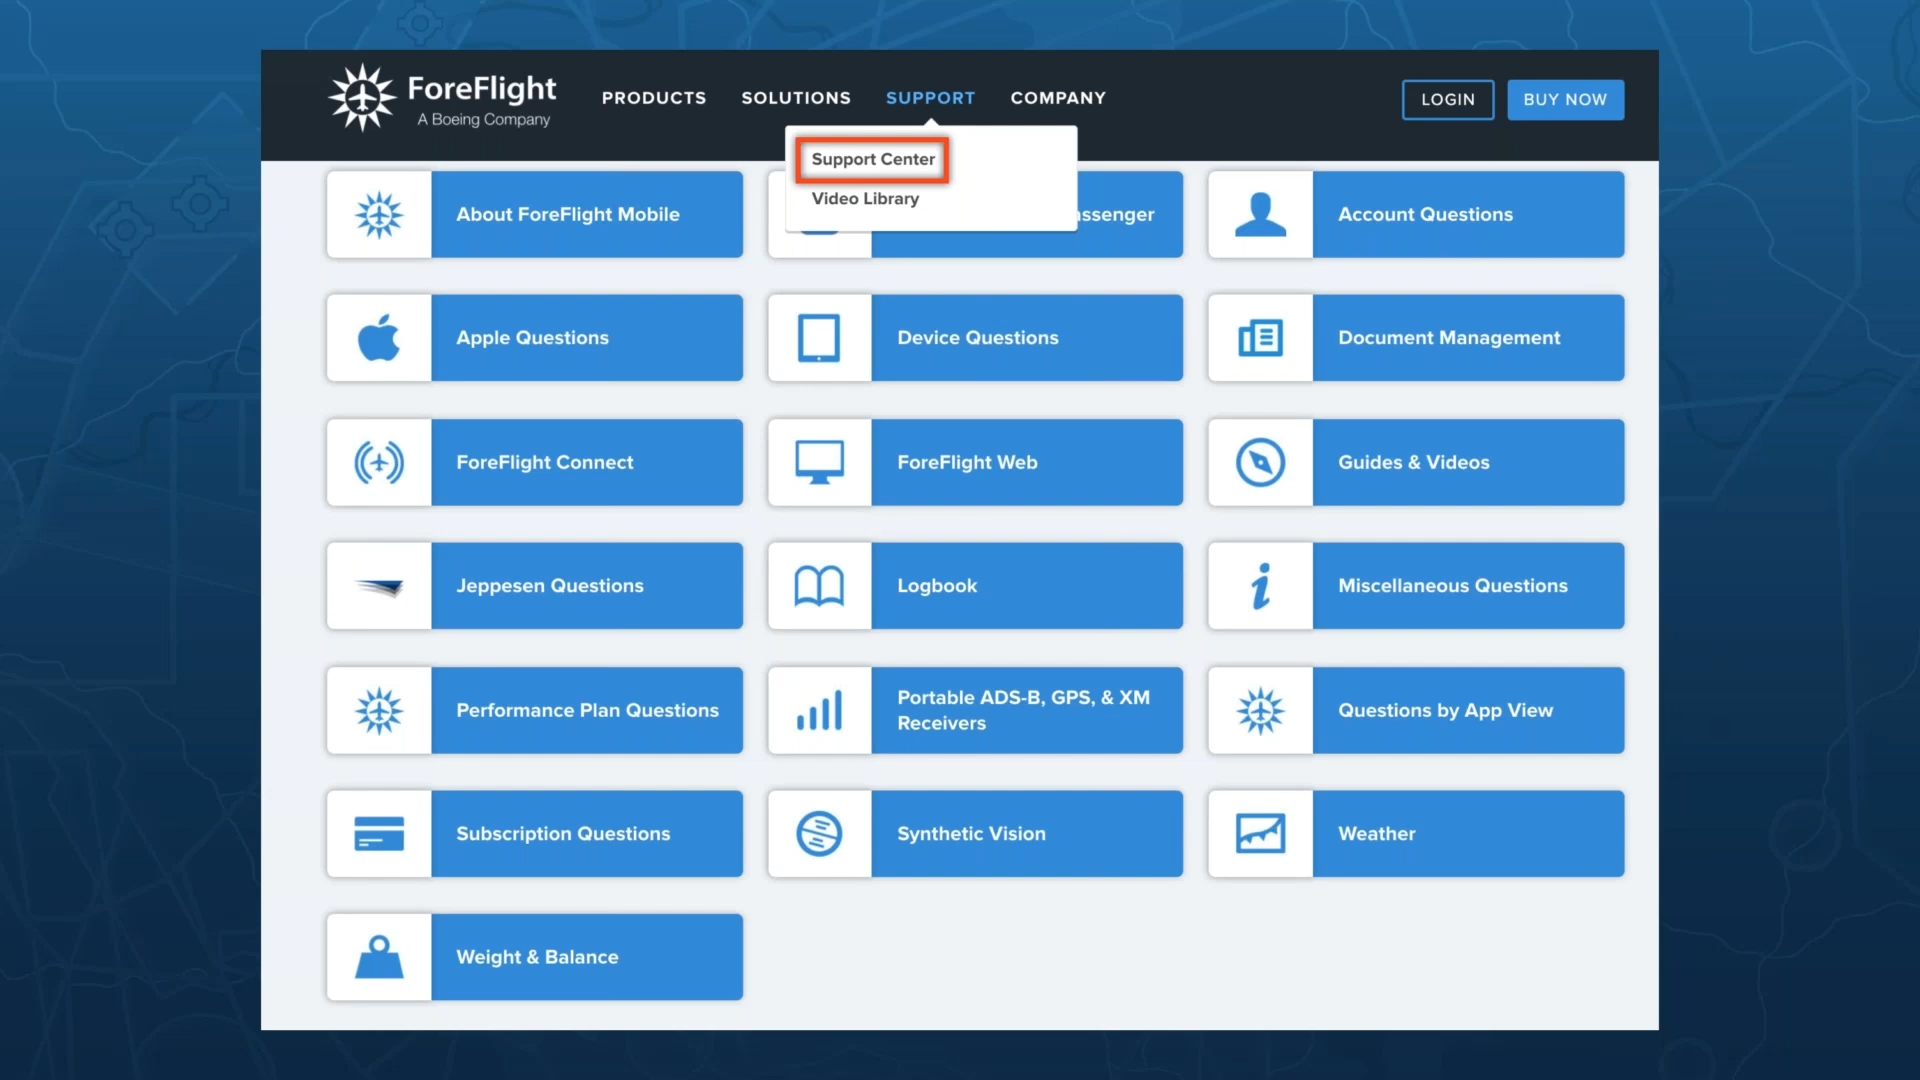 ForeFlight
A Boeing Company
PRODUCTS
SOLUTIONS
SUPPORT
COMPANY
LOGIN
BUY NOW
Support Center
Video Library
About ForeFlight Mobile
Account Questions
Apple Questions
Device Questions
Document Management
ForeFlight Connect
ForeFlight Web
Guides & Videos
Jeppesen Questions
Logbook
Miscellaneous Questions
Performance Plan Questions
Portable ADS-B, GPS, & XM
Receivers
Questions by App View
Subscription Questions
Synthetic Vision
Weather
Weight & Balance